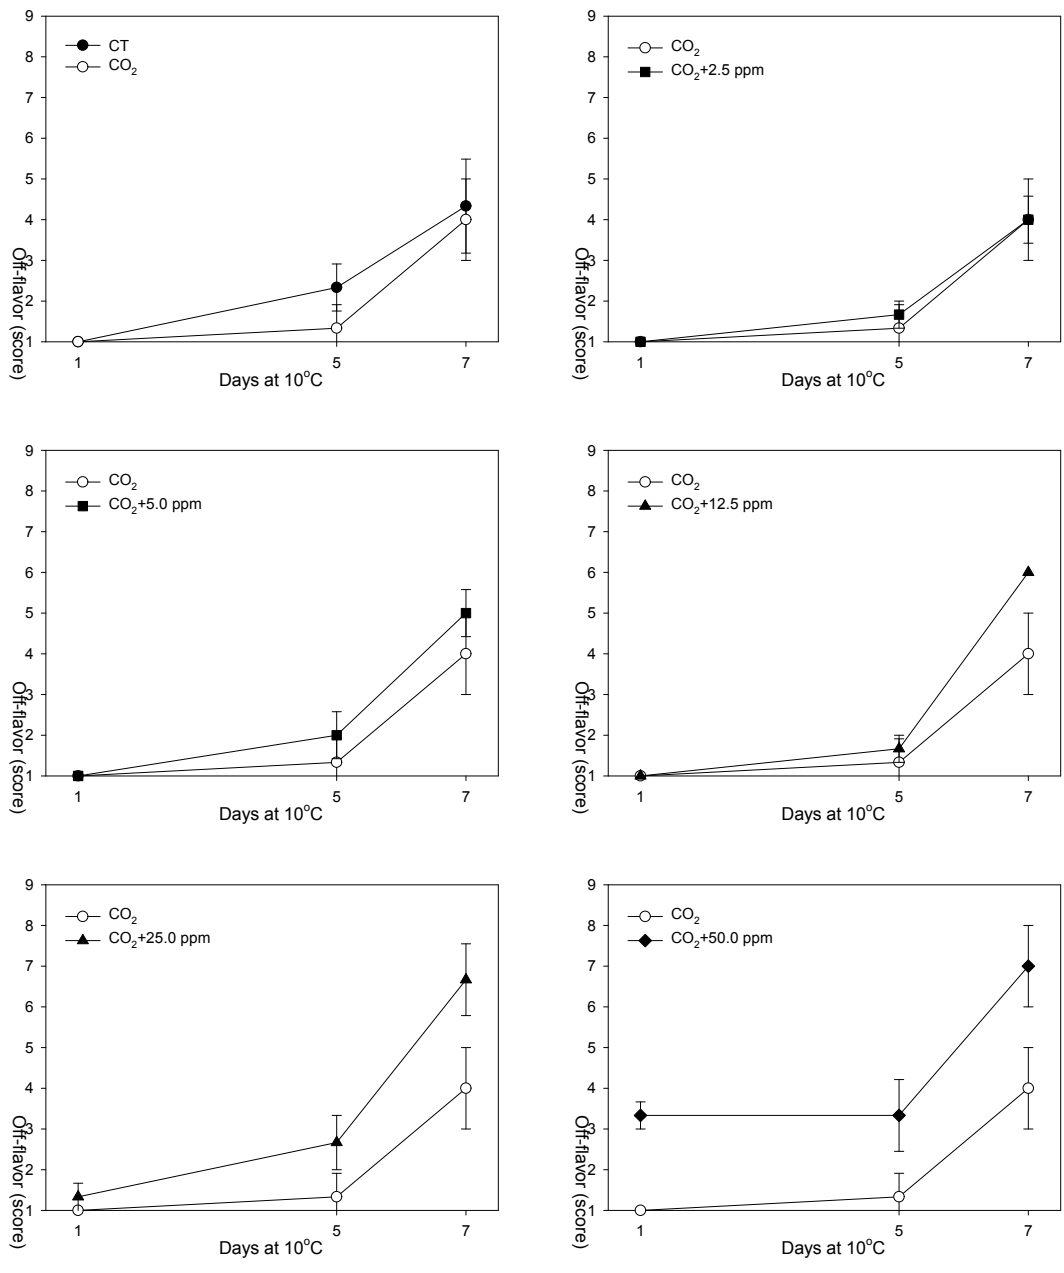 9
8
7
6
5
4
3
2
1
CT
CO2
Off-flavor (score)
1 5 7
Days at 10oC
9
8
7
6
5
4
3
2
1
CO2
CO2+2.5 ppm
Off-flavor (score)
1 5 7
Days at 10oC
9
8
7
6
5
4
3
2
1
CO2
CO2+5.0 ppm
Off-flavor (score)
1 5 7
Days at 10oC
9
8
7
6
5
4
3
2
1
CO2
CO2+12.5 ppm
Off-flavor (score)
1 5 7
Days at 10oC
9
8
7
6
5
4
3
2
1
CO2
CO2+25.0 ppm
Off-flavor (score)
1 5 7
Days at 10oC
9
8
7
6
5
4
3
2
1
CO2
CO2+50.0 ppm
Off-flavor (score)
1 5 7
Days at 10oC